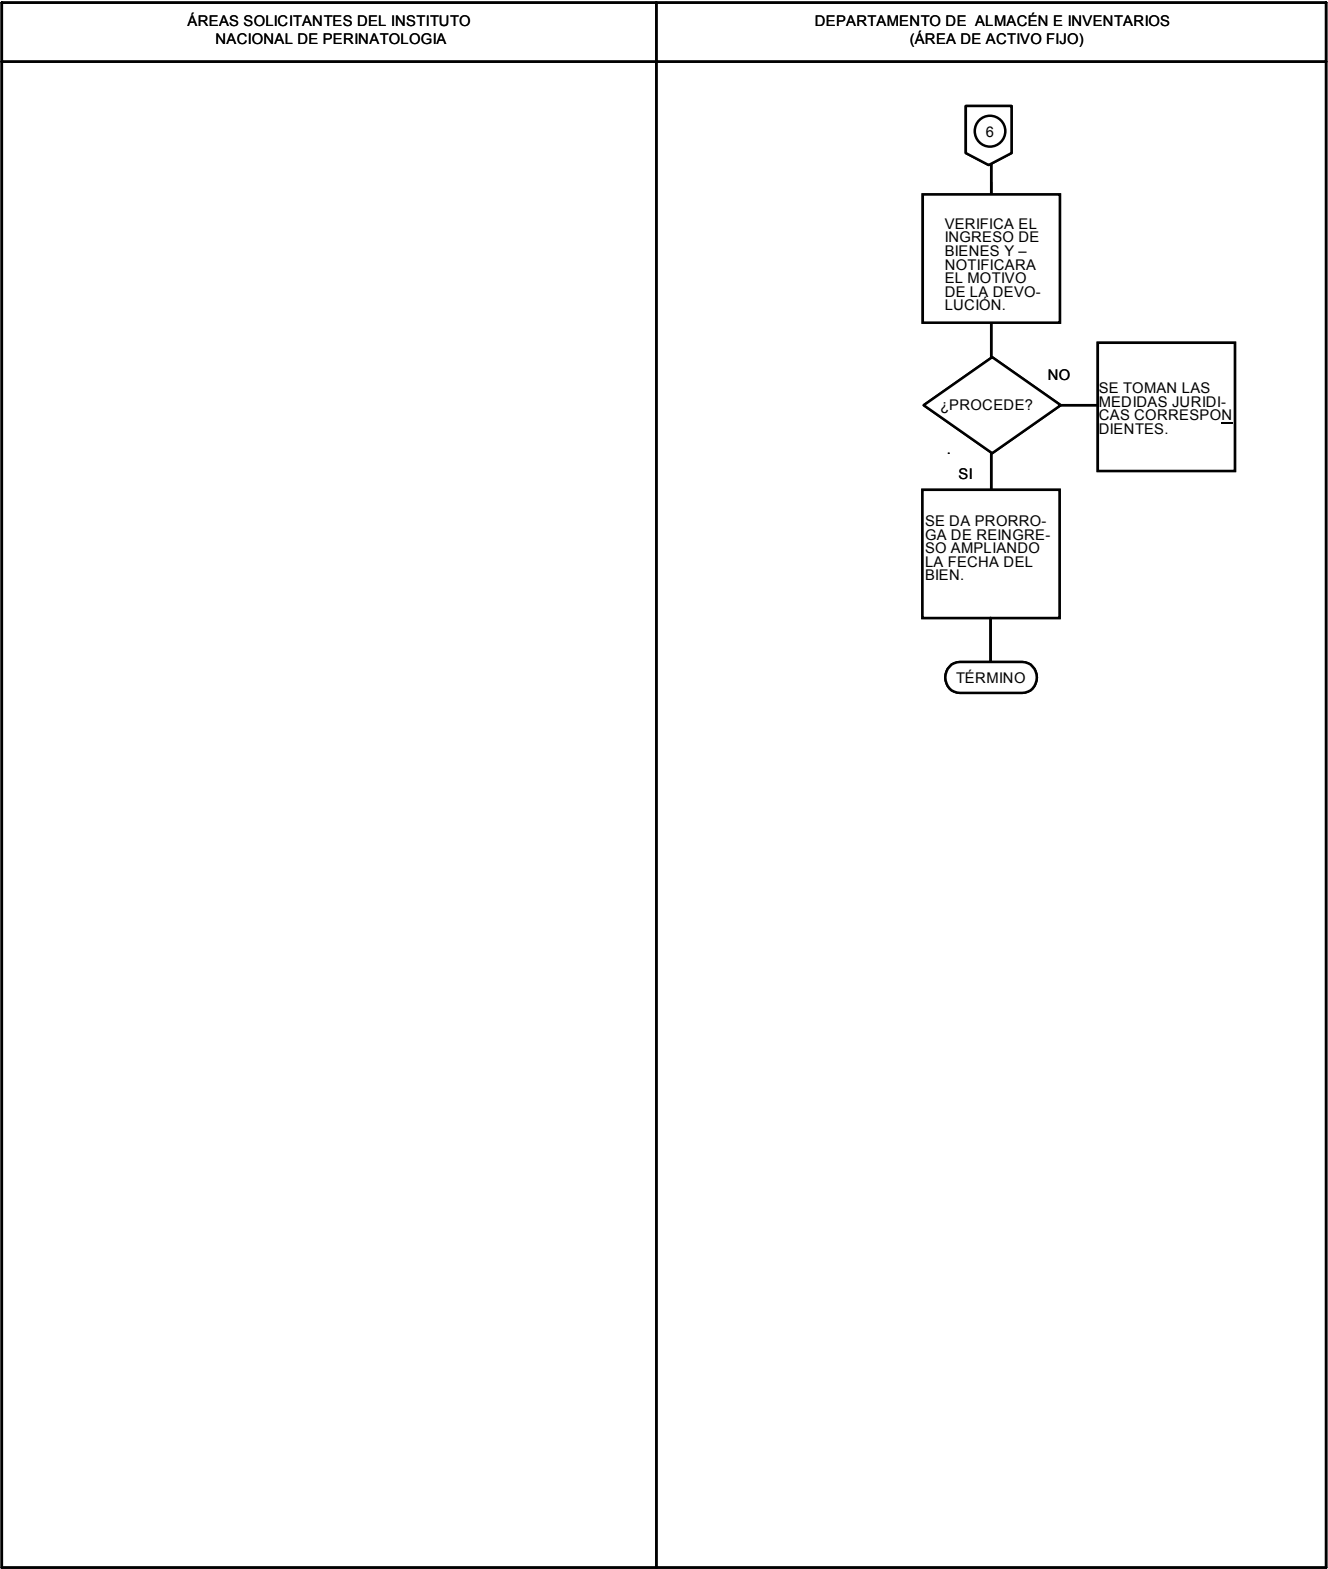 ÁREAS SOLICITANTES DEL INSTITUTO
NACIONAL DE PERINATOLOGIA
DEPARTAMENTO DE ALMACÉN E INVENTARIOS
(ÁREA DE ACTIVO FIJO)
6
VERIFICA EL
INGRESO DE
BIENES Y –
NOTIFICARA
EL MOTIVO
DE LA DEVO-
LUCIÓN.
¿PROCEDE?
NO
SE TOMAN LAS
MEDIDAS JURIDI-
CAS CORRESPON
DIENTES.
.
SI
SE DA PRORRO-
GA DE REINGRE-
SO AMPLIANDO
LA FECHA DEL
BIEN.
TÉRMINO